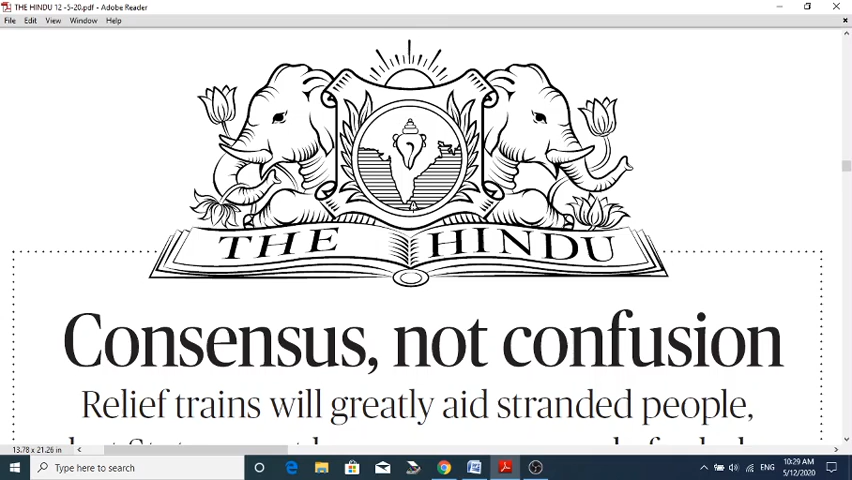 THE HINDU 12 -5-20.pdf - Adobe Reader
File Edit View Window Help
THE HINDU
Consensus, not confusion
Relief trains will greatly aid stranded people,
13.78 x 21.26 in
Type here to search
ENG
10:29 AM
5/12/2020